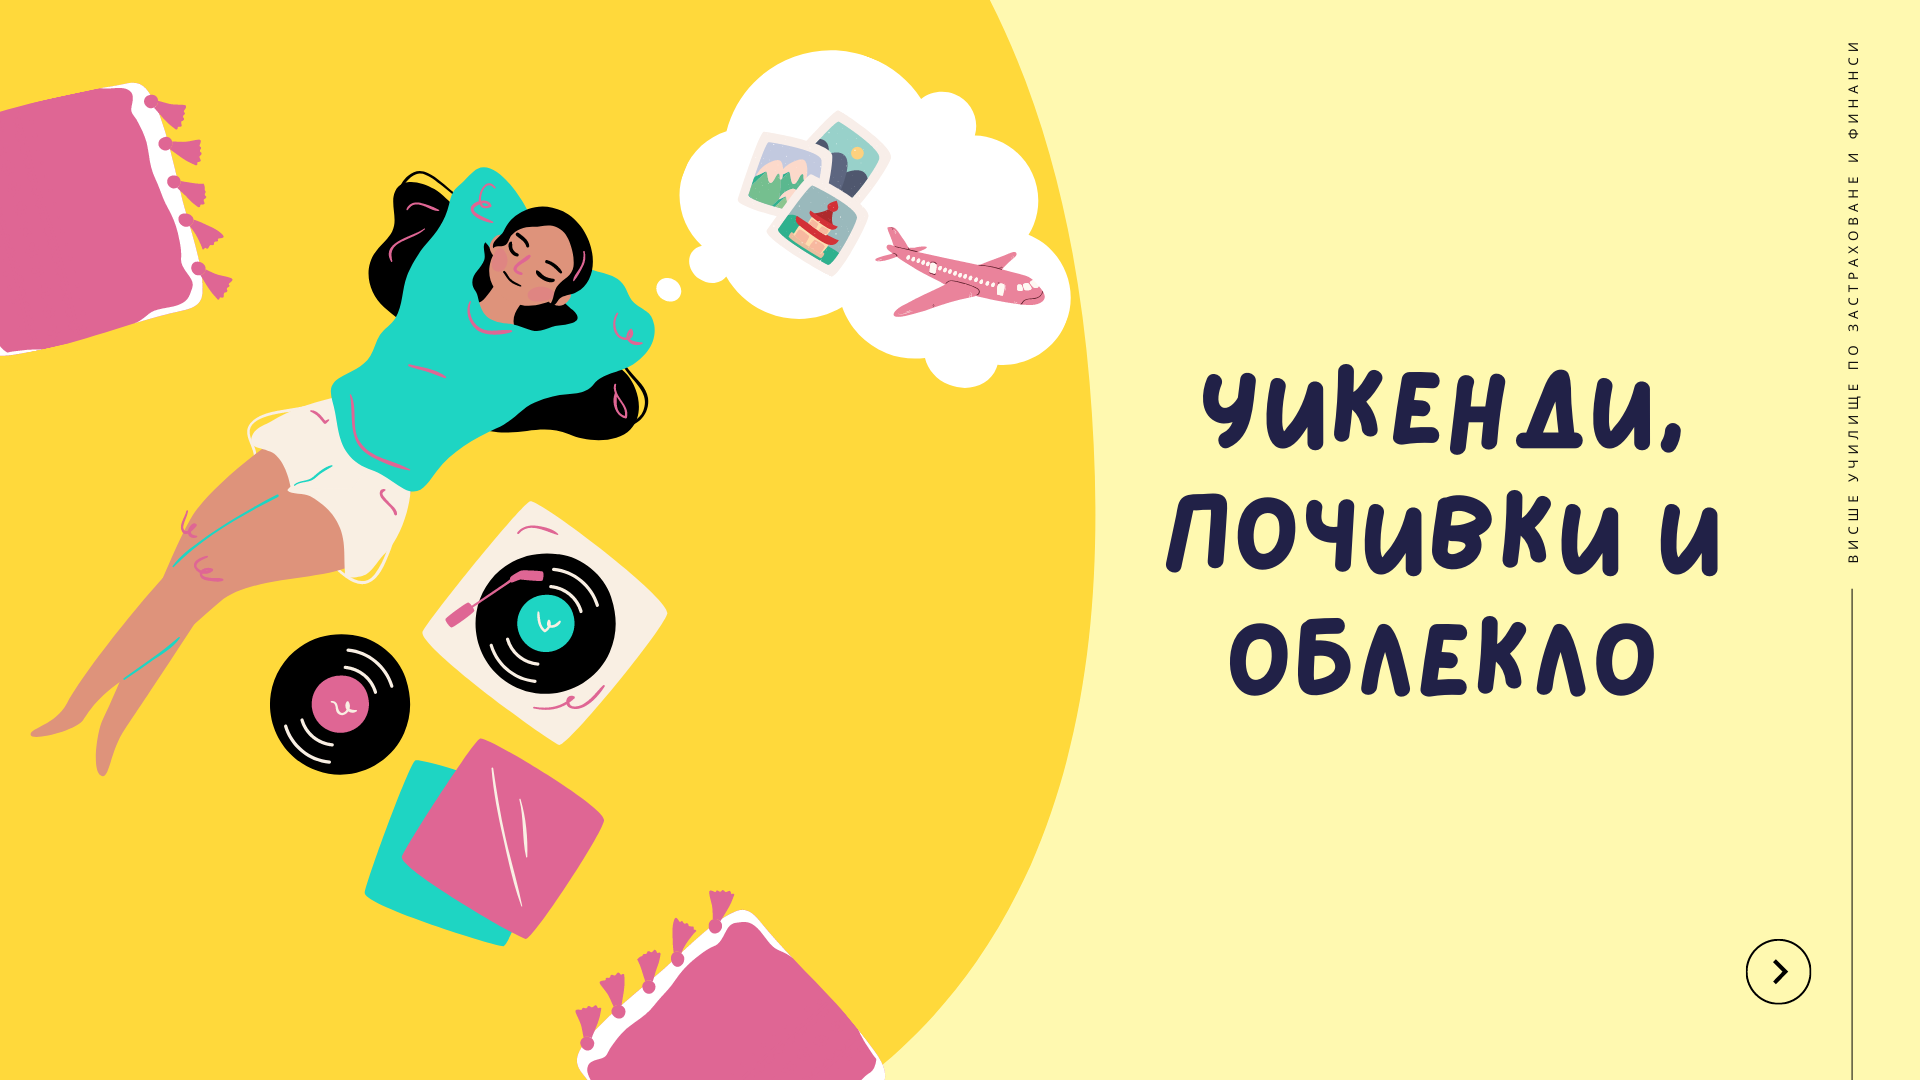 УИКЕНДИ,
ПОЧИВКИ И
ОБЛЕКЛО
ВИСШЕ УЧИЛИЩЕ ПО ЗАСТРАХОВАНЕ И ФИНАНСИ